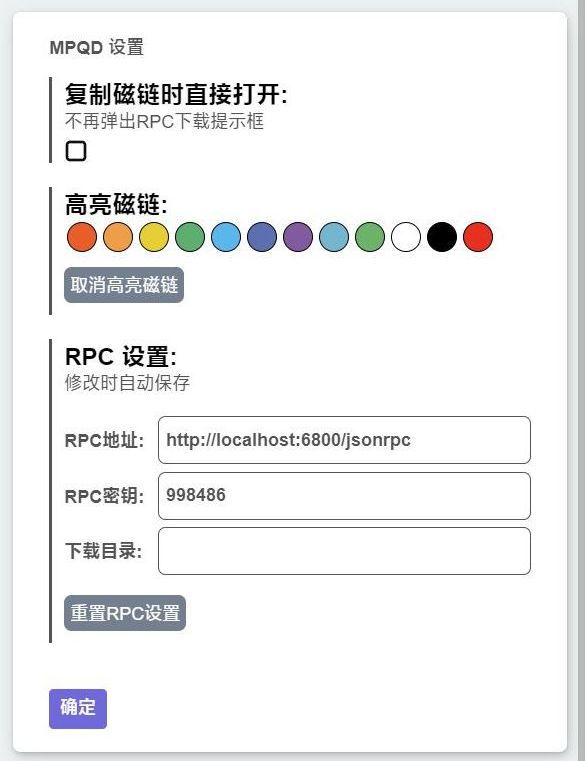 MPQD 设置
复制磁链时直接打开:
不再弹出RPC下载提示框
高亮磁链:
取消高亮磁链
RPC 设置:
修改时自动保存
RPC地址: http://localhost:6800/jsonrpc
RPC密钥: 998486
下载目录:
重置RPC设置
确定